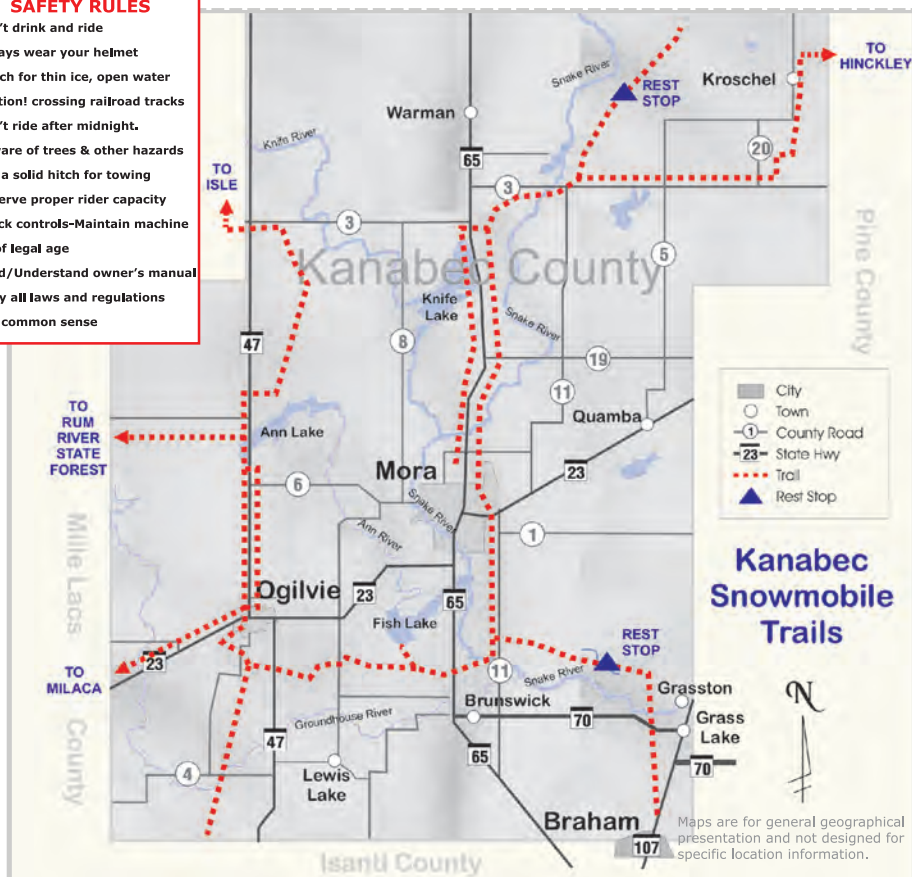 SAFETY RULES
't drink and ride
ays wear your helmet
ch for thin ice, open water
tion! crossing railroad tracks
't ride after midnight.
are of trees & other hazards
a solid hitch for towing
erve proper rider capacity
ck controls-Maintain machine
of legal age
d/Understand owner's manual
y all laws and regulations
common sense
TO
HINCKLEY
Kroschel
REST
STOP
Snake River
Warman
Knife River
65
20
TO
ISLE
3
3
5
Kanabec County
Pine County
Knife
Lake
Snake River
47
8
19
11
Quamba
TO
RUM
RIVER
STATE
FOREST
Ann Lake
Mora
23
6
Snake River
Ann River
1
City
Town
1 County Road
23 State Hwy
Trail
Rest Stop
Kanabec
Snowmobile
Trails
Mille Lacs County
Ogilvie
23
65
Fish Lake
REST
STOP
23
TO
MILACA
11
Snake River
Grasston
Brunswick
70
Grass
Lake
N
Groundhouse River
47
65
70
4
Lewis
Lake
Braham
107
Maps are for general geographical
presentation and not designed for
specific location information.
Isanti County